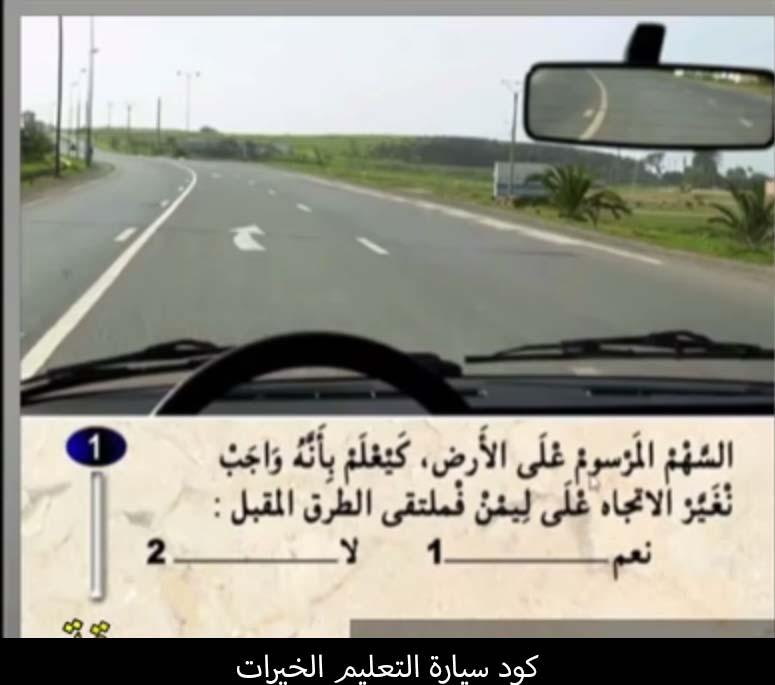 1
السَّهْمْ المَرْسومْ عْلَى الأَرض، كَيْعْلَمْ بِأَنَّهُ وَاجَبْ
نْغَيّرْ الاتجاه عْلَى لِيمْنْ فْملتقى الطرق المقبل :
نعم 1 لا 2
كود سيارة التعليم الخيرات